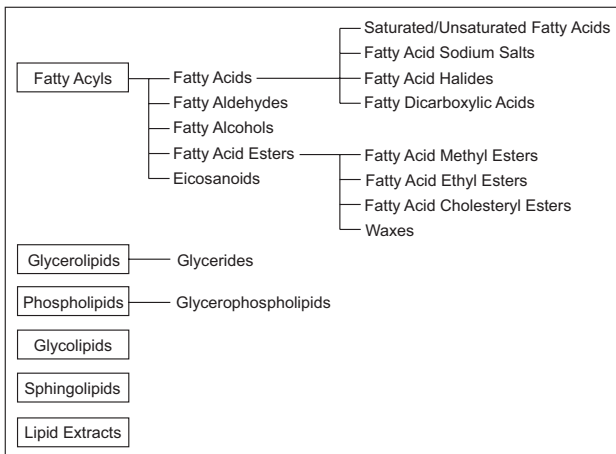 Saturated/Unsaturated Fatty Acids
Fatty Acid Sodium Salts
Fatty Acyls Fatty Acids Fatty Acid Halides
Fatty Aldehydes Fatty Dicarboxylic Acids
Fatty Alcohols
Fatty Acid Esters Fatty Acid Methyl Esters
Eicosanoids Fatty Acid Ethyl Esters
Fatty Acid Cholesteryl Esters
Waxes
Glycerolipids Glycerides
Phospholipids Glycerophospholipids
Glycolipids
Sphingolipids
Lipid Extracts